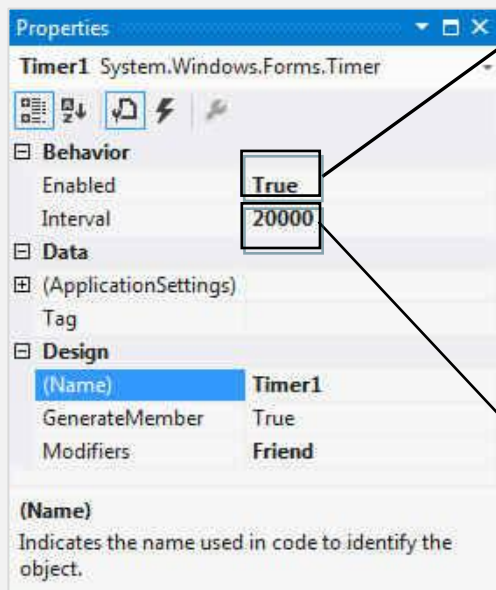 Properties
Timer1 System.Windows.Forms.Timer
Behavior
Enabled True
Interval 20000
Data
(ApplicationSettings)
Tag
Design
(Name) Timer1
GenerateMember True
Modifiers Friend
(Name)
Indicates the name used in code to identify the
object.